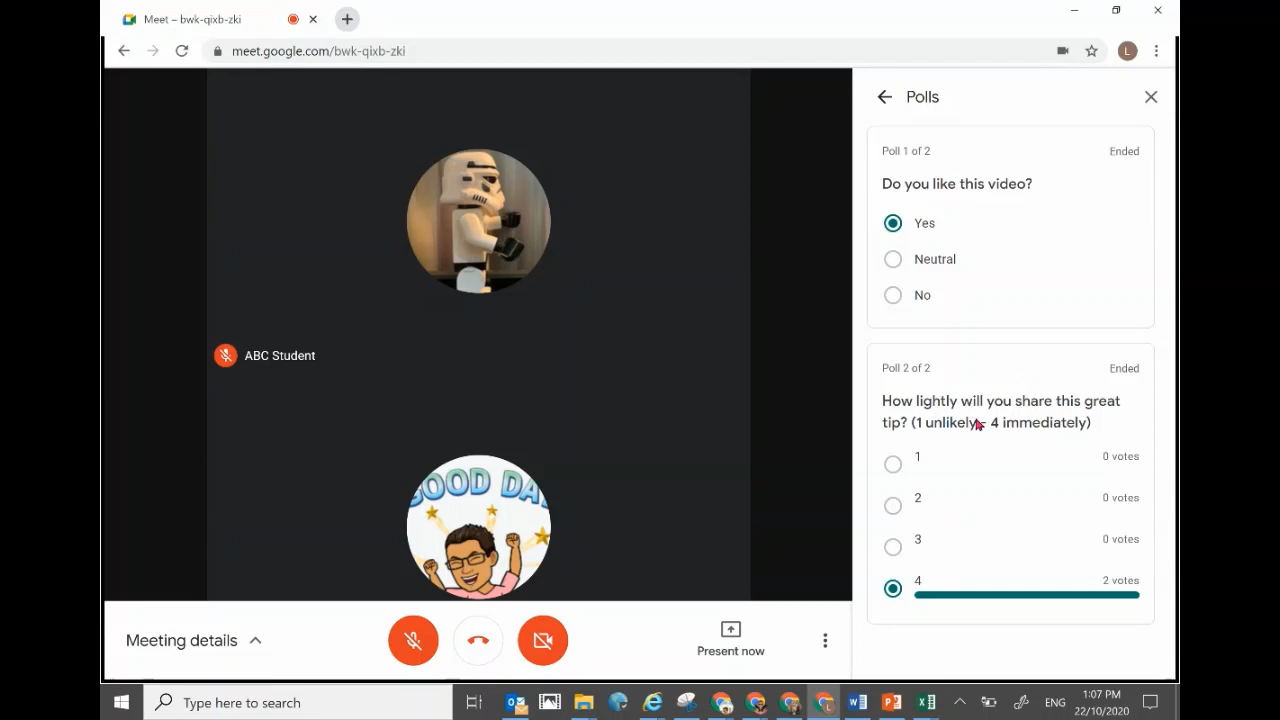 Meet – bwk-qixb-zki
meet.google.com/bwk-qixb-zki
L
Polls
Poll 1 of 2
Ended
Do you like this video?
Yes
Neutral
No
ABC Student
Poll 2 of 2
Ended
How lightly will you share this great
tip? (1 unlikely - 4 immediately)
1
0 votes
2
0 votes
3
0 votes
4
2 votes
GOOD DA
Meeting details
Present now
Type here to search
ENG
1:07 PM
22/10/2020